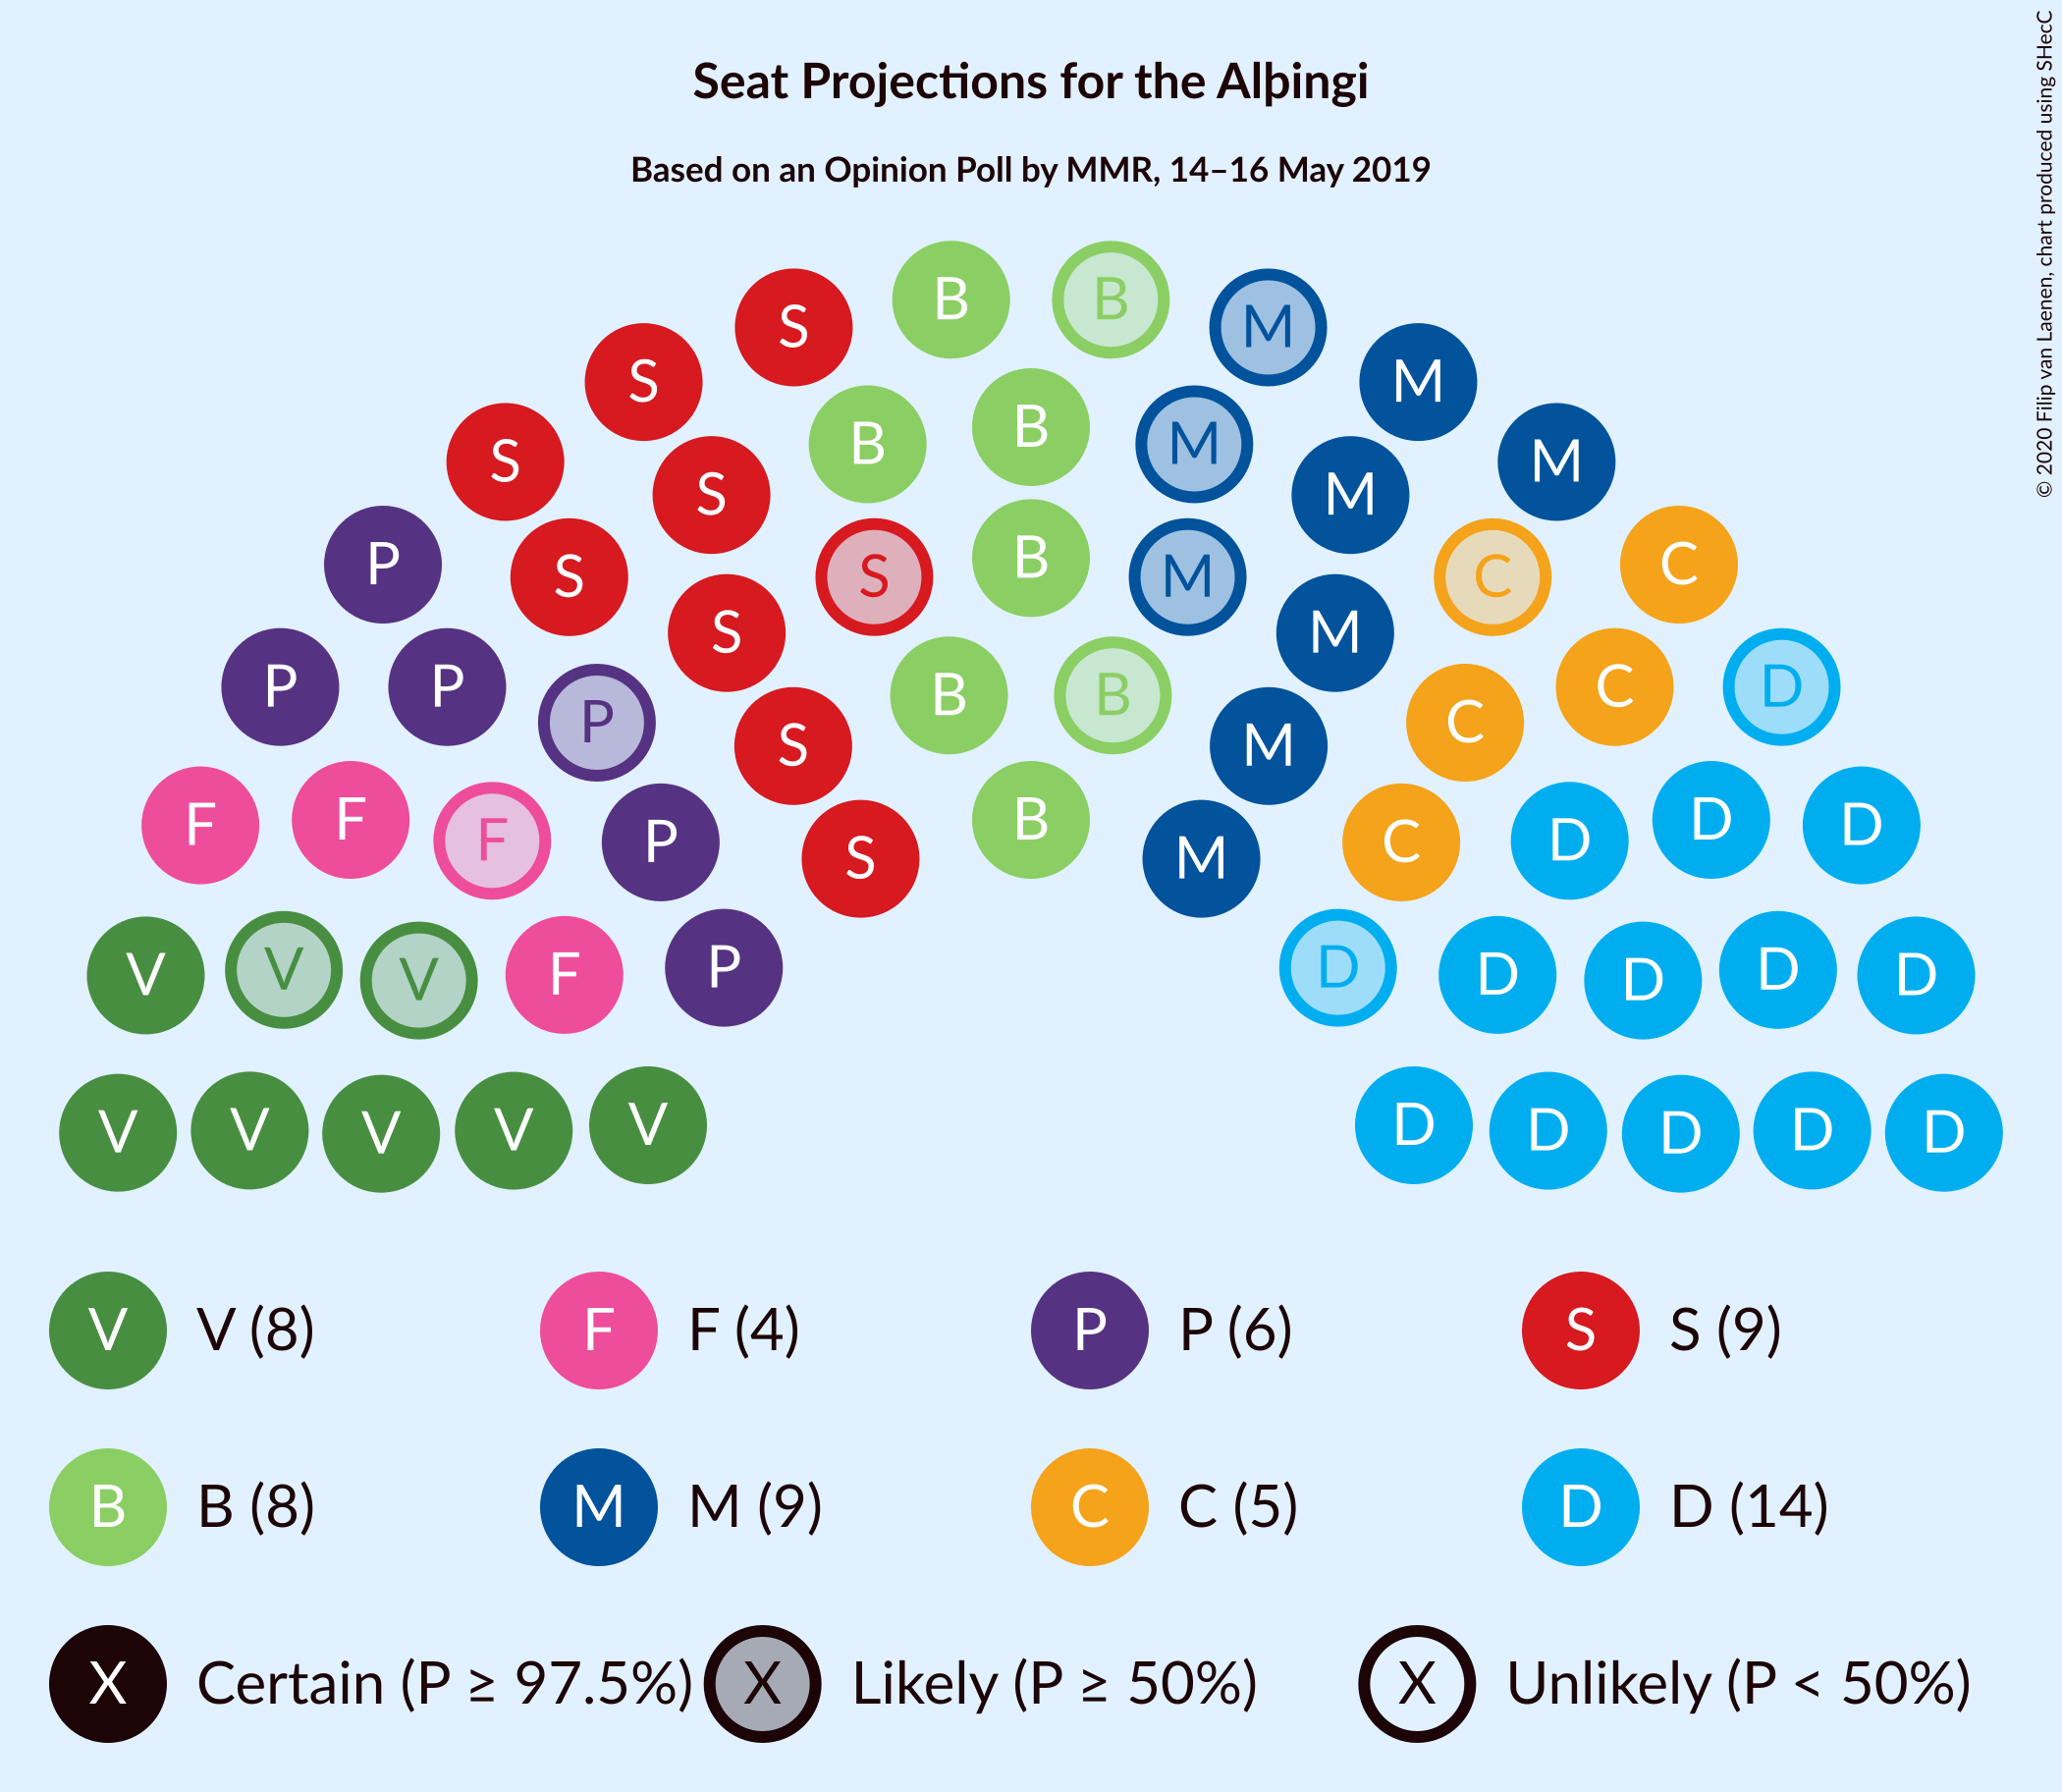 Seat Projections for the Alþingi
Based on an Opinion Poll by MMR, 14–16 May 2019
© 2020 Filip van Laenen, chart produced using SHecC
B B
S M
S M
B B
S M
B M
S M
P C
B
S S M C
S M
P P C D
P B B C
S M
F F D D
F P B C D
S M
V V F P D D D D
V D
V V V V V D D D D D
V V (8) F F (4) P P (6) S S (9)
B B (8) M M (9) C C (5) D D (14)
X Certain (P ≥ 97.5%) X Likely (P ≥ 50%) X Unlikely (P < 50%)